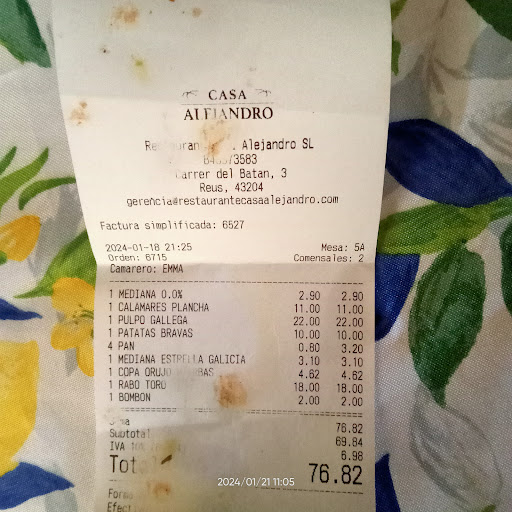 CASA
ALEJANDRO
Alejandro SL
Carrer del Batan, 3
Reus, 43204
gerencia@restaurantecasaalejandro.com
Factura simplificada: 6527
2024-01-18 21:25 Mesa: 5A
Orden: 6715 Comensales: 2
Camarero: EMMA
1 MEDIANA 0.0% 2.90 2.90
1 CALAMARES PLANCHA 11.00 11.00
1 PULPO GALLEGA 22.00 22.00
1 PATATAS BRAVAS 10.00 10.00
4 PAN 0.80 3.20
1 MEDIANA ESTRELLA GALICIA 3.10 3.10
1 COPA ORUJO 4.62 4.62
1 RABO TORO 18.00 18.00
1 BOMBON 2.00 2.00
76.82
Subtotal 69.84
IVA 6.98
76.82
2024/01/21 11:05